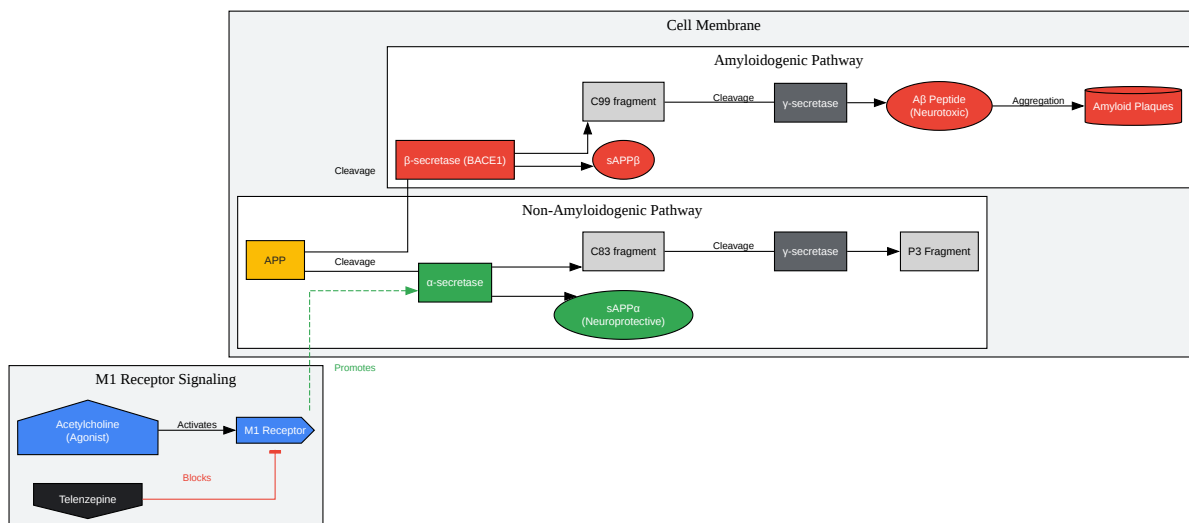 Cell Membrane
Amyloidogenic Pathway
C99 fragment
Cleavage
γ-secretase
Aβ Peptide
(Neurotoxic)
Aggregation
Amyloid Plaques
β-secretase (BACE1)
sAPPβ
Cleavage
Non-Amyloidogenic Pathway
APP
Cleavage
α-secretase
C83 fragment
Cleavage
γ-secretase
P3 Fragment
sAPPα
(Neuroprotective)
Promotes
M1 Receptor Signaling
Acetylcholine
(Agonist)
Activates
M1 Receptor
Blocks
Telenzepine